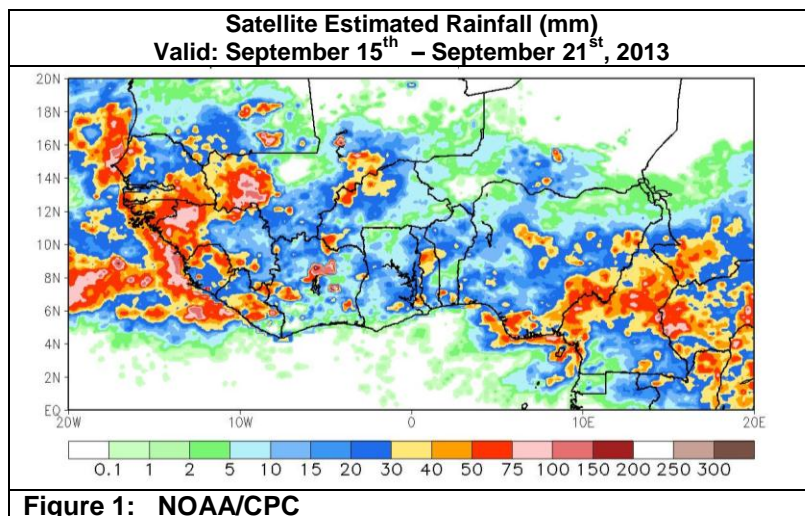 Satellite Estimated Rainfall (mm)
Valid: September 15th – September 21st, 2013
20N
18N
16N
14N
12N
10N
8N
6N
4N
2N
EQ
20W 10W 0 10E 20E
0.1 1 2 5 10 15 20 30 40 50 75 100 150 200 250 300
Figure 1: NOAA/CPC